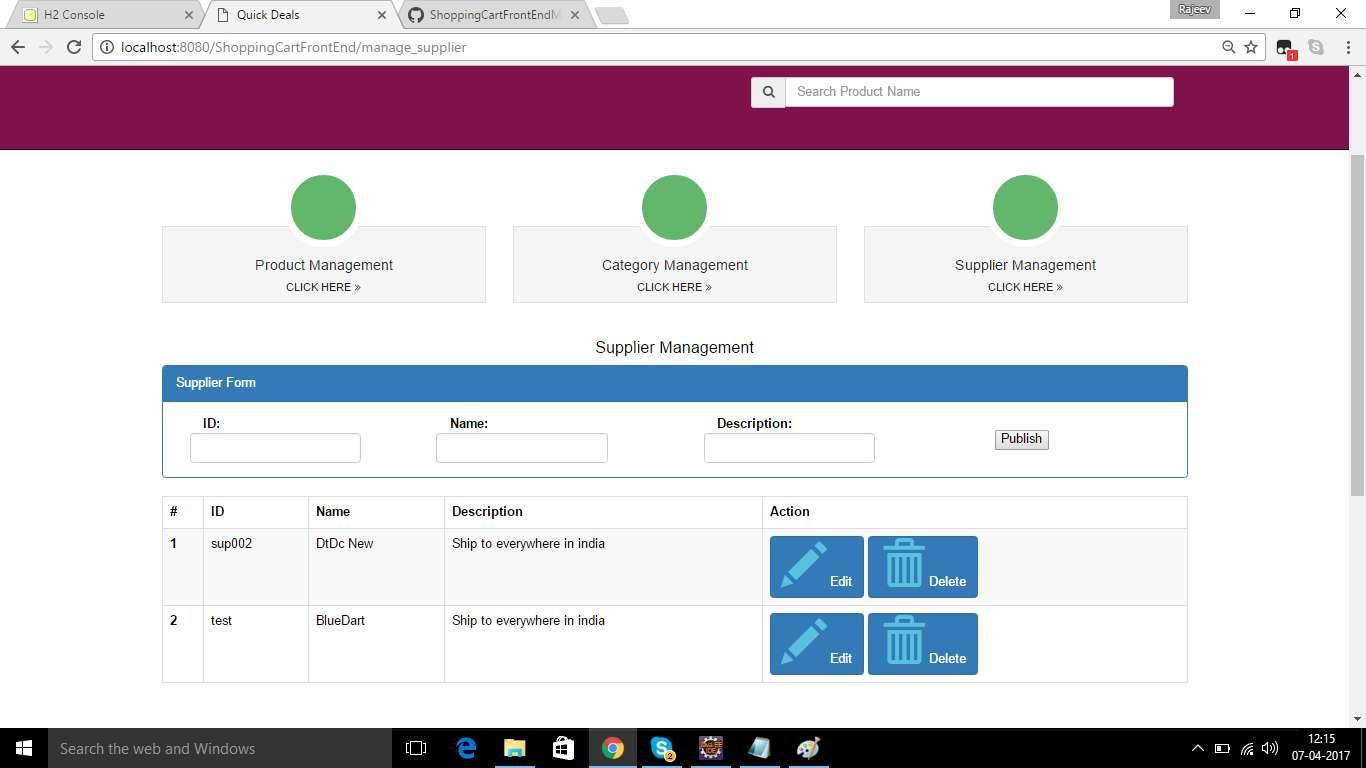 H2 Console
Quick Deals
ShoppingCartFrontEndM
Rajeev
localhost:8080/ShoppingCartFrontEnd/manage_supplier
1
Search Product Name
Product Management
CLICK HERE »
Category Management
CLICK HERE »
Supplier Management
CLICK HERE »
Supplier Management
Supplier Form
ID:
Name:
Description:
Publish
# ID Name Description Action
1 sup002 DtDc New Ship to everywhere in india Edit Delete
2 test BlueDart Ship to everywhere in india Edit Delete
Search the web and Windows
2
12:15
07-04-2017